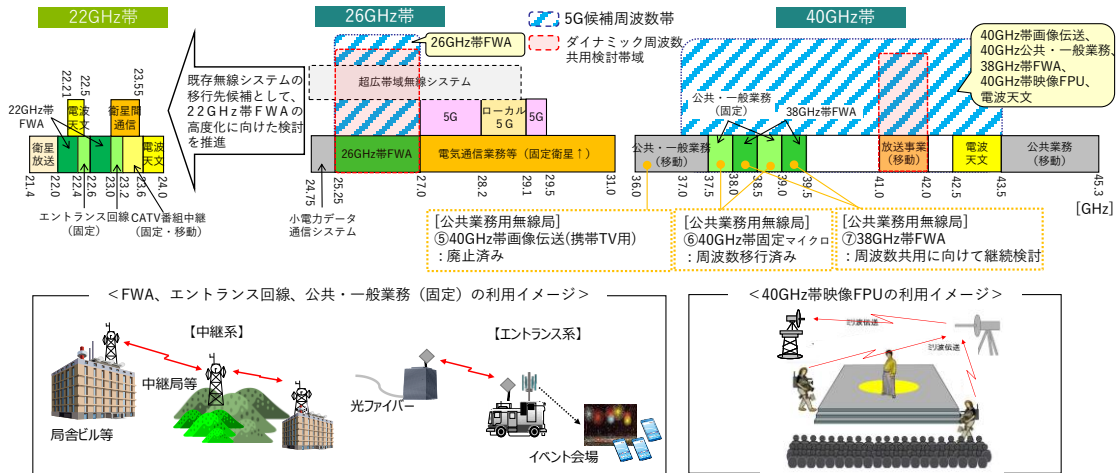 22GHz帯
26GHz帯
40GHz帯
5G候補周波数帯
ダイナミック周波数
共用検討帯域
26GHz帯FWA
40GHz帯画像伝送、
40GHz公共・一般業務、
38GHz帯FWA、
40GHz帯映像FPU、
電波天文
既存無線システムの
移行先候補として、
22GHz帯FWAの
高度化に向けた検討
を推進
22.21
22.5
23.55
22GHz帯
FWA
電波
天文
衛星間
通信
衛星
放送
電波
天文
21.4
22.0
22.4
22.6
23.0
23.2
23.6
24.0
エントランス回線
(固定)
CATV番組中継
(固定・移動)
超広帯域無線システム
5G
ローカル
5G
5G
26GHz帯FWA
電気通信業務等(固定衛星↑)
24.75
25.25
27.0
28.2
29.1
29.5
31.0
小電力データ
通信システム
公共・一般業務
(固定)
38GHz帯FWA
公共・一般業務
(移動)
放送事業
(移動)
電波
天文
公共業務
(移動)
36.0
37.0
37.5
38.0
38.5
39.0
39.5
41.0
42.0
42.5
43.5
45.3
[GHz]
[公共業務用無線局]
⑤40GHz帯画像伝送(携帯TV用)
:廃止済み
[公共業務用無線局]
⑥40GHz帯固定マイクロ
:周波数移行済み
[公共業務用無線局]
⑦38GHz帯FWA
:周波数共用に向けて継続検討
<FWA、エントランス回線、公共・一般業務(固定)の利用イメージ>
【中継系】
中継局等
局舎ビル等
【エントランス系】
光ファイバー
イベント会場
<40GHz帯映像FPUの利用イメージ>
ミリ波伝送
ミリ波伝送